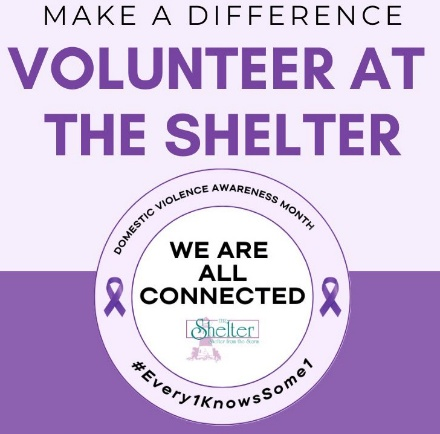 MAKE A DIFFERENCE
VOLUNTEER AT
THE SHELTER
DOMESTIC VIOLENCE AWARENESS MONTH
WE ARE
ALL
CONNECTED
Shelter
#Every1KnowsSome1